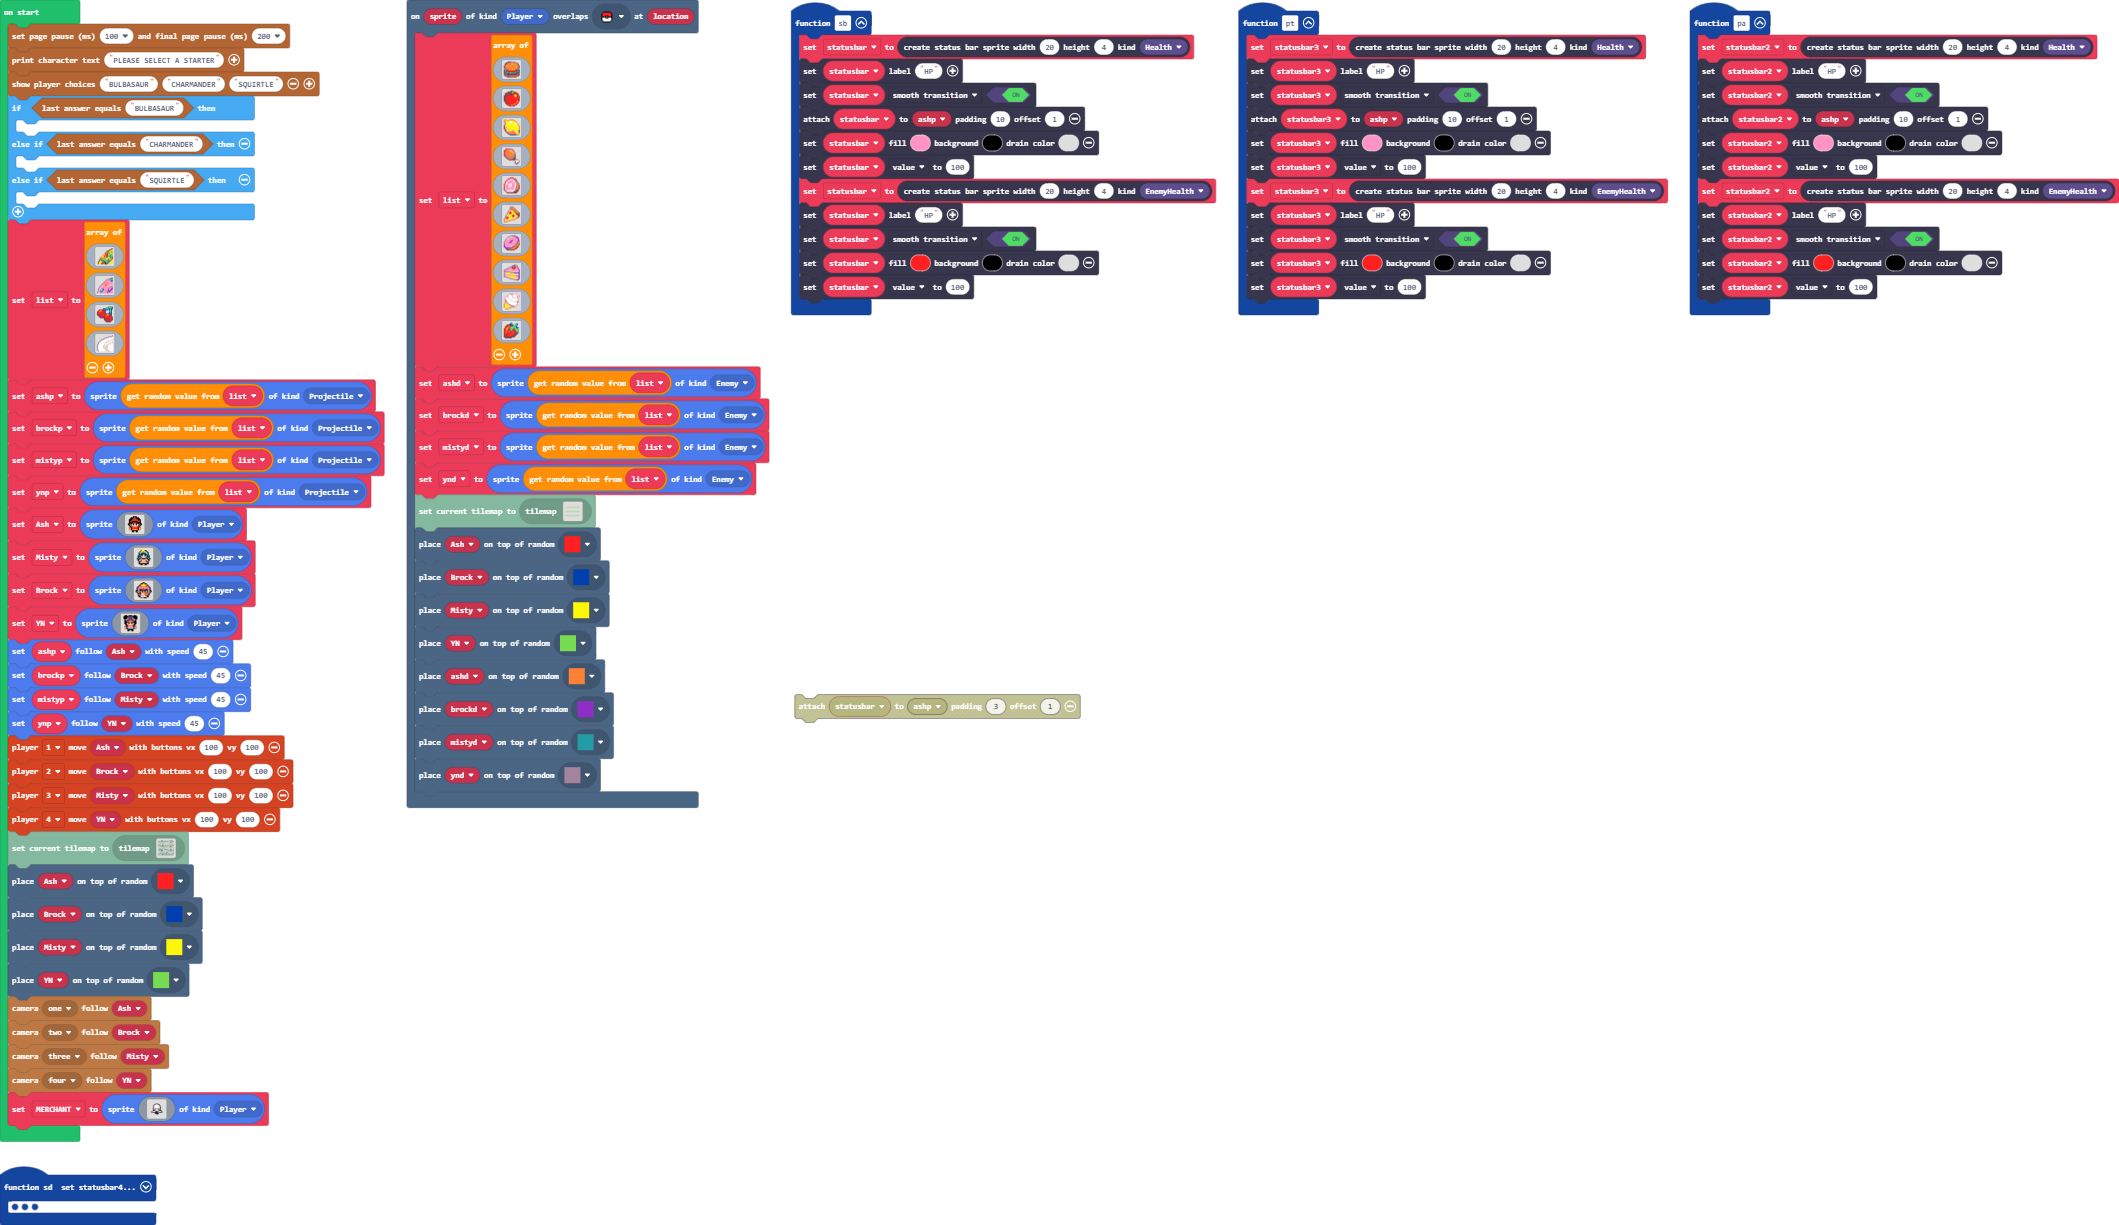 on start
set page pause (ms) 100 and final page pause (ms) 200
print character text "PLEASE SELECT A STARTER"
show player choices "BULBASAUR" "CHARMANDER" "SQUIRTLE"
if last answer equals "BULBASAUR" then
else if last answer equals "CHARMANDER" then
else if last answer equals "SQUIRTLE" then
set list to array of
set ashp to sprite get random value from list of kind Projectile
set brockp to sprite get random value from list of kind Projectile
set mistyp to sprite get random value from list of kind Projectile
set ynp to sprite get random value from list of kind Projectile
set Ash to sprite of kind Player
set Misty to sprite of kind Player
set Brock to sprite of kind Player
set YN to sprite of kind Player
set ashp follow Ash with speed 45
set brockp follow Brock with speed 45
set mistyp follow Misty with speed 45
set ynp follow YN with speed 45
player 1 move Ash with buttons vx 100 vy 100
player 2 move Brock with buttons vx 100 vy 100
player 3 move Misty with buttons vx 100 vy 100
player 4 move YN with buttons vx 100 vy 100
set current tilemap to tilemap
place Ash on top of random
place Brock on top of random
place Misty on top of random
place YN on top of random
camera one follow Ash
camera two follow Brock
camera three follow Misty
camera four follow YN
set MERCHANT to sprite of kind Player
function sd set statusbar4...
on sprite of kind Player overlaps at location
set list to array of
set ashd to sprite get random value from list of kind Enemy
set brockd to sprite get random value from list of kind Enemy
set mistyd to sprite get random value from list of kind Enemy
set ynd to sprite get random value from list of kind Enemy
set current tilemap to tilemap
place Ash on top of random
place Brock on top of random
place Misty on top of random
place YN on top of random
place ashd on top of random
place brockd on top of random
place mistyd on top of random
place ynd on top of random
function sb
set statusbar to create status bar sprite width 20 height 4 kind Health
set statusbar label "HP"
set statusbar smooth transition ON
attach statusbar to ashp padding 10 offset 1
set statusbar fill background drain color
set statusbar value to 100
set statusbar to create status bar sprite width 20 height 4 kind EnemyHealth
set statusbar label "HP"
set statusbar smooth transition ON
set statusbar fill background drain color
set statusbar value to 100
attach statusbar to ashp padding 3 offset 1
function pt
set statusbar3 to create status bar sprite width 20 height 4 kind Health
set statusbar3 label "HP"
set statusbar3 smooth transition ON
attach statusbar3 to ashp padding 10 offset 1
set statusbar3 fill background drain color
set statusbar3 value to 100
set statusbar3 to create status bar sprite width 20 height 4 kind EnemyHealth
set statusbar3 label "HP"
set statusbar3 smooth transition ON
set statusbar3 fill background drain color
set statusbar3 value to 100
function pa
set statusbar2 to create status bar sprite width 20 height 4 kind Health
set statusbar2 label "HP"
set statusbar2 smooth transition ON
attach statusbar2 to ashp padding 10 offset 1
set statusbar2 fill background drain color
set statusbar2 value to 100
set statusbar2 to create status bar sprite width 20 height 4 kind EnemyHealth
set statusbar2 label "HP"
set statusbar2 smooth transition ON
set statusbar2 fill background drain color
set statusbar2 value to 100